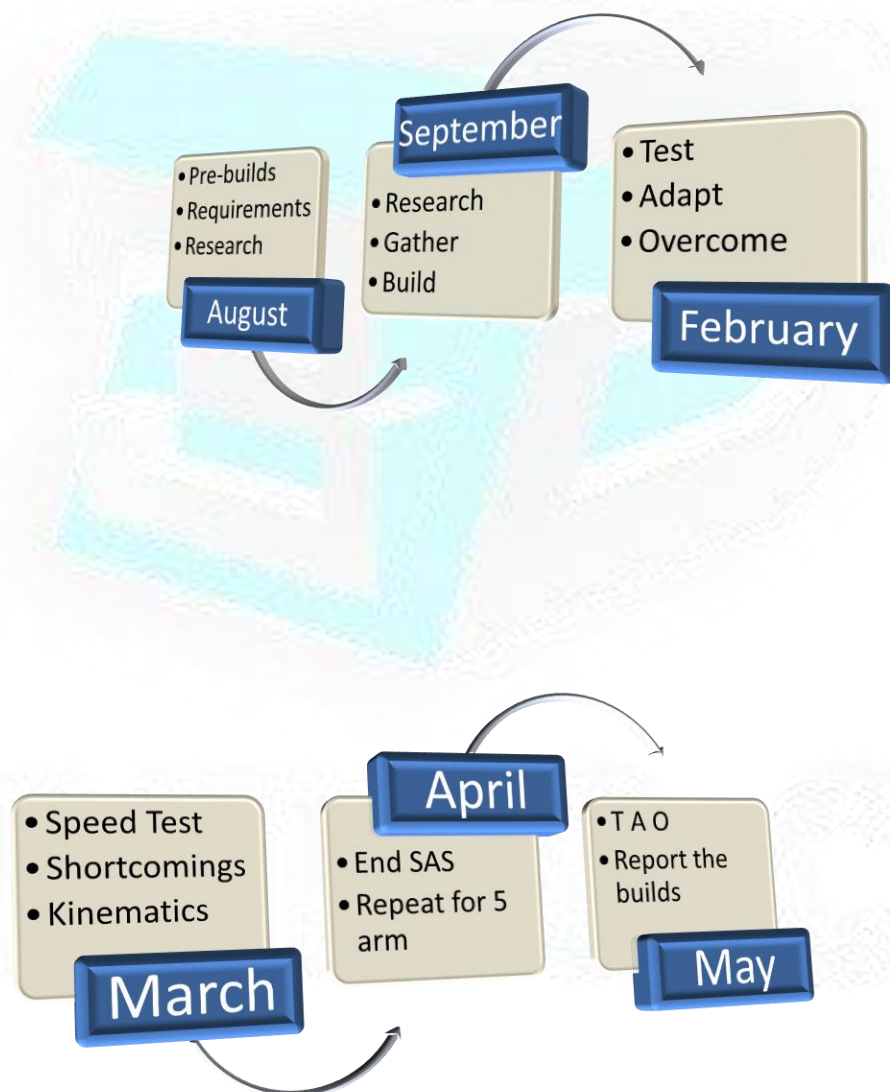 • Pre-builds
• Requirements
• Research
August
September
• Research
• Gather
• Build
• Test
• Adapt
• Overcome
February
• Speed Test
• Shortcomings
• Kinematics
March
April
• End SAS
• Repeat for 5
arm
• T A O
• Report the
builds
May